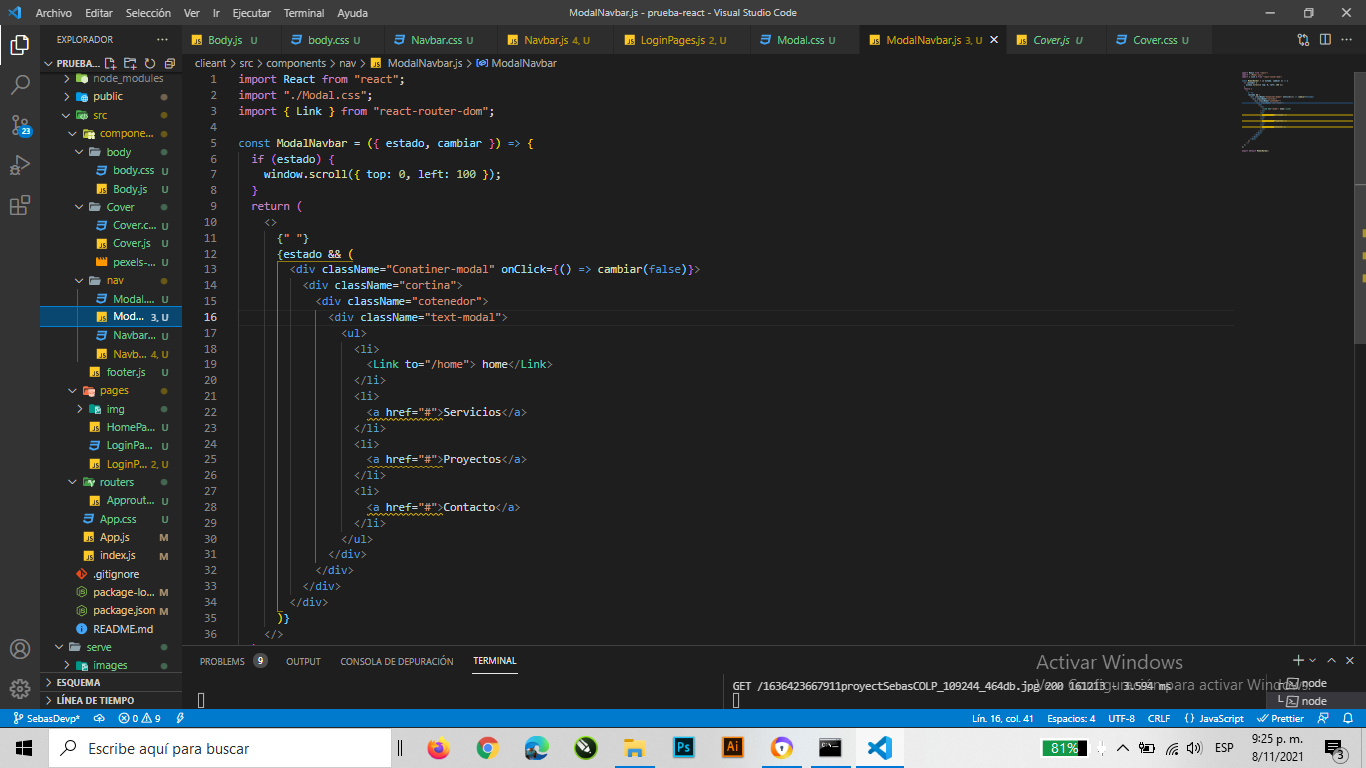 Archivo Editar Selección Ver Ir Ejecutar Terminal Ayuda
ModalNavbar.js - prueba-react - Visual Studio Code
EXPLORADOR ···
Body.js U
body.css U
Navbar.css U
Navbar.js 4, U
LoginPages.js 2, U
Modal.css U
ModalNavbar.js 3, U
Cover.js U
Cover.css U
PRUEBA...
node_modules
public
src
compone...
body
body.css U
Body.js U
Cover
Cover.c... U
Cover.js U
pexels-... U
nav
Modal.... U
Mod... 3, U
Navbar... U
Navb... 4, U
footer.js U
pages
img
HomePa... U
LoginPa... U
LoginP... 2, U
routers
Approut... U
App.css U
App.js M
index.js M
.gitignore
package-lo... M
package.json M
README.md
serve
images
ESQUEMA
LÍNEA DE TIEMPO
23
clieant > src > components > nav > ModalNavbar.js > ModalNavbar
1 import React from "react";
2 import "./Modal.css";
3 import { Link } from "react-router-dom";
4
5 const ModalNavbar = ({ estado, cambiar }) => {
6 if (estado) {
7 window.scroll({ top: 0, left: 100 });
8 }
9 return (
10 <>
11 {" "}
12 {estado && (
13 <div className="Conatiner-modal" onClick={() => cambiar(false)}>
14 <div className="cortina">
15 <div className="cotenedor">
16 <div className="text-modal">
17 <ul>
18 <li>
19 <Link to="/home"> home</Link>
20 </li>
21 <li>
22 <a href="#">Servicios</a>
23 </li>
24 <li>
25 <a href="#">Proyectos</a>
26 </li>
27 <li>
28 <a href="#">Contacto</a>
29 </li>
30 </ul>
31 </div>
32 </div>
33 </div>
34 </div>
35 )}
36 </>
PROBLEMS 9 OUTPUT CONSOLA DE DEPURACIÓN TERMINAL
GET /1636423667911proyectSebasCOLP_109244_464db.jpg 200 161213 - 3.594 ms
Activar Windows
Ve a Configuración para activar Windows.
node
node
SebasDevp* 0 9 Lín. 16, col. 41 Espacios: 4 UTF-8 CRLF {} JavaScript Prettier
Escribe aquí para buscar
Ps
Ai
81%
ESP
9:25 p. m.
8/11/2021
3